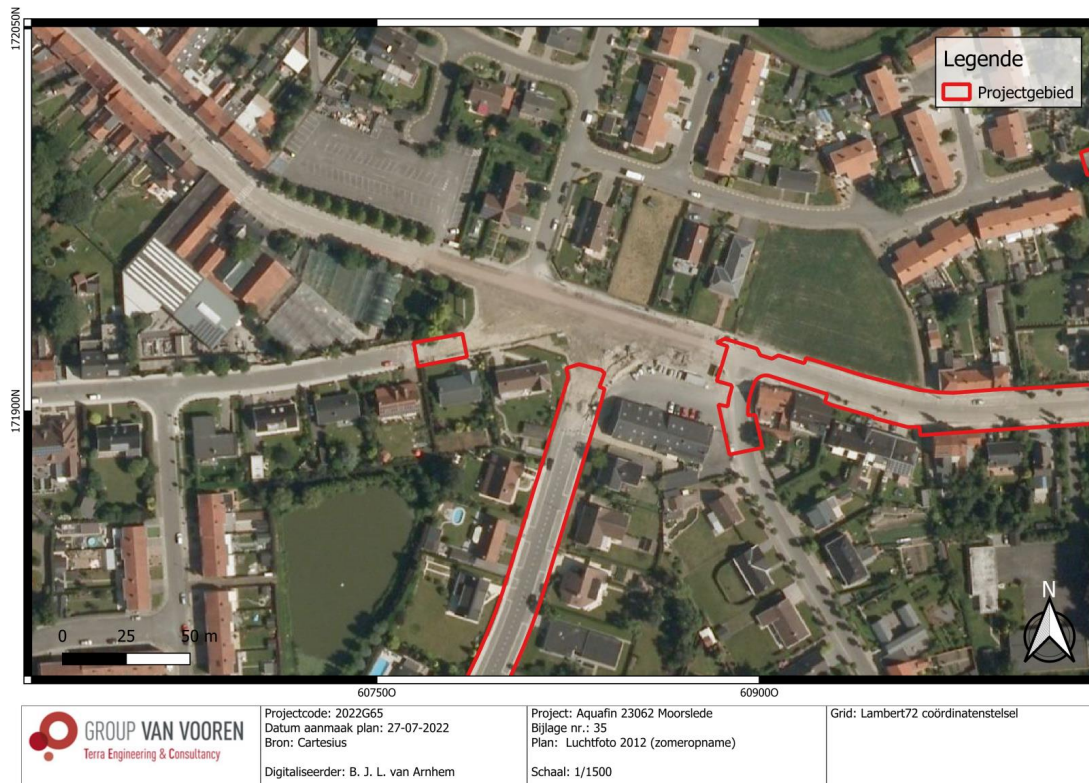 172050N
171900N
Legende
Projectgebied
N
0 25 50 m
60750O
60900O
GROUP VAN VOOREN
Terra Engineering & Consultancy
Projectcode: 2022G65
Datum aanmaak plan: 27-07-2022
Bron: Cartesius
Digitaliseerder: B. J. L. van Arnhem
Project: Aquafin 23062 Moorslede
Bijlage nr.: 35
Plan: Luchtfoto 2012 (zomeropname)
Schaal: 1/1500
Grid: Lambert72 coördinatenstelsel